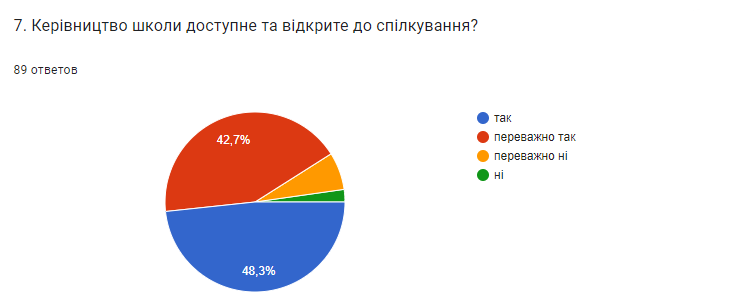 7. Керівництво школи доступне та відкрите до спілкування?
89 ответов
так
переважно так
переважно ні
ні
42,7%
48,3%